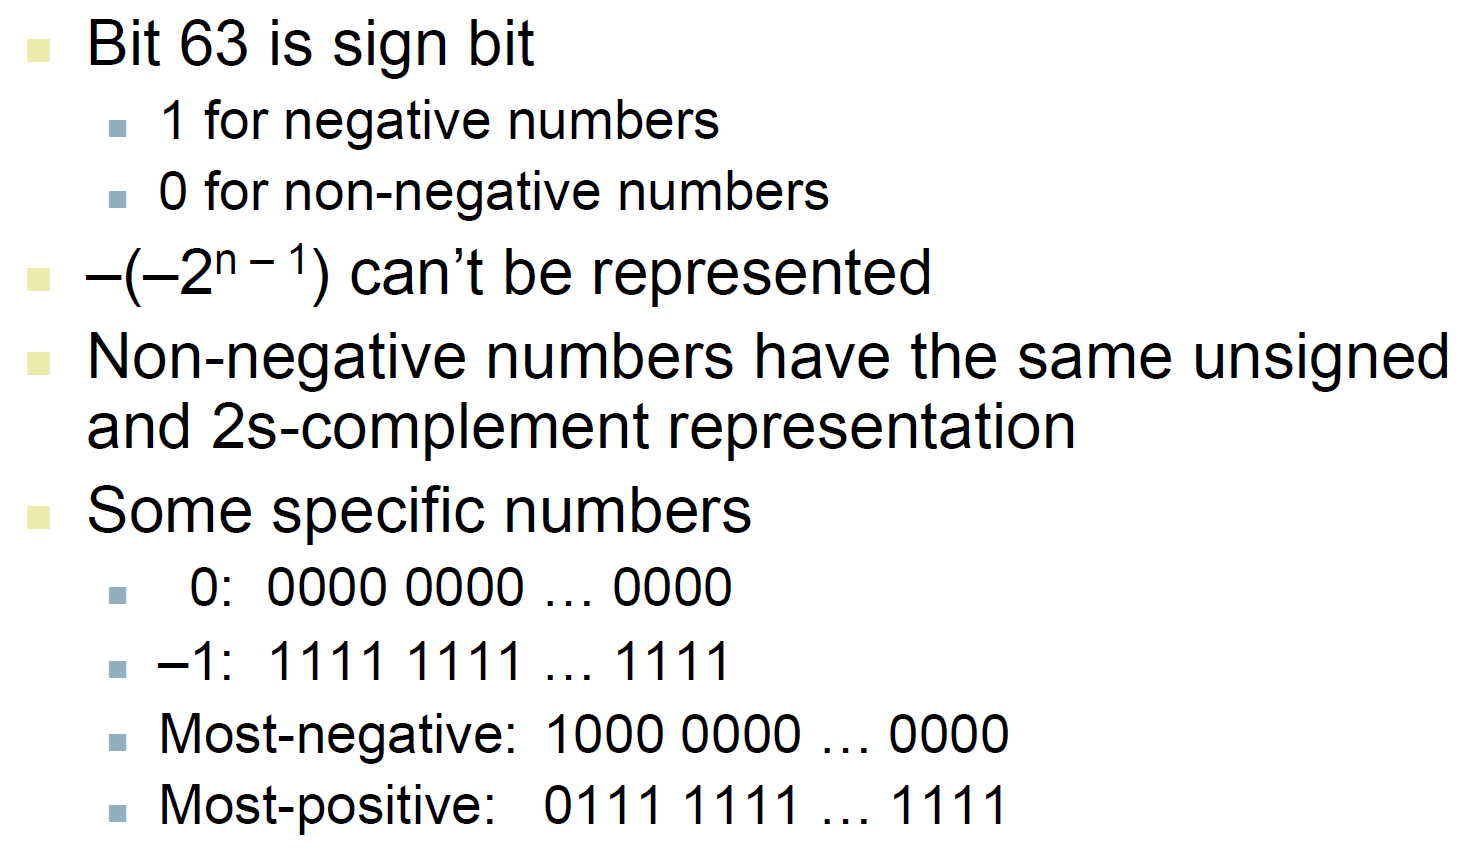 Bit 63 is sign bit
1 for negative numbers
0 for non-negative numbers
–(–2ⁿ ⁻ ¹) can’t be represented
Non-negative numbers have the same unsigned
and 2s-complement representation
Some specific numbers
0: 0000 0000 … 0000
–1: 1111 1111 … 1111
Most-negative: 1000 0000 … 0000
Most-positive: 0111 1111 … 1111